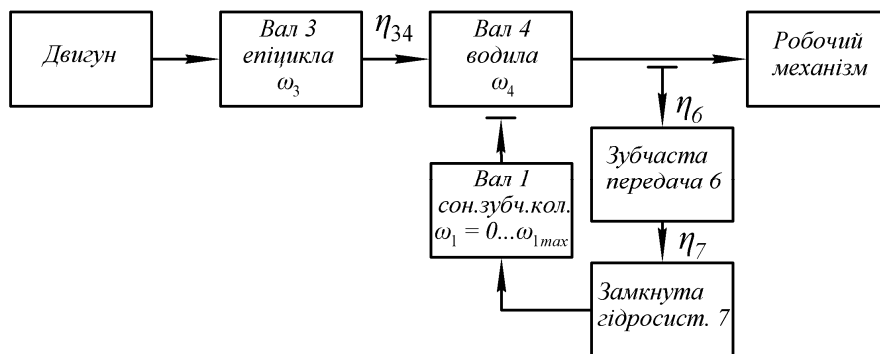 Двигун
Вал 3
епіцикла
ω₃
η₃₄
Вал 4
водила
ω₄
Робочий
механізм
η₆
Зубчаста
передача 6
Вал 1
сон.зубч.кол.
ω₁ = 0...ω₁max
η₇
Замкнута
гідросист. 7